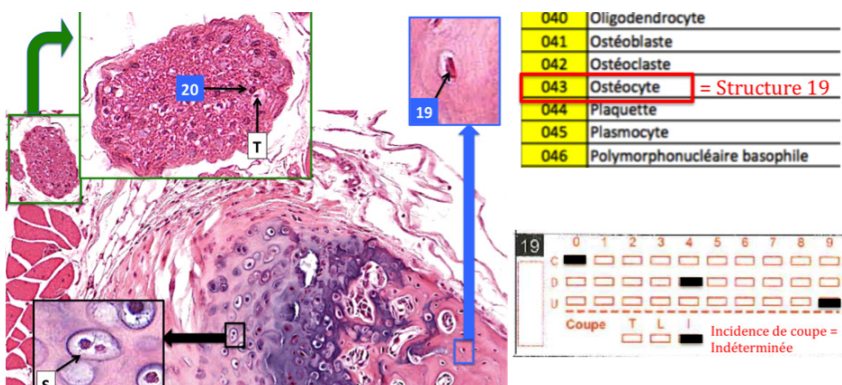 20
T
19
S
040 Oligodendrocyte
041 Ostéoblaste
042 Ostéoclaste
043 Ostéocyte = Structure 19
044 Plaquette
045 Plasmocyte
046 Polymorphonucléaire basophile
19 0 1 2 3 4 5 6 7 8 9
C
D
U
Coupe T L I Incidence de coupe =
Indéterminée